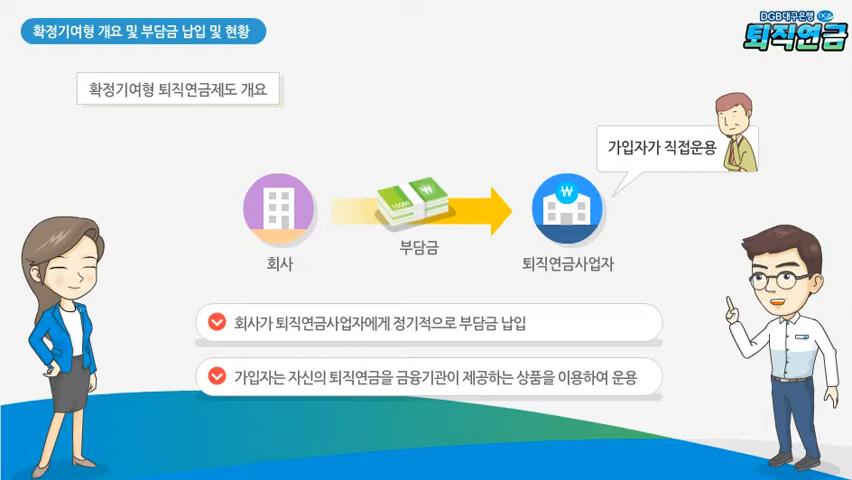 확정기여형 개요 및 부담금 납입 및 현황
DGB대구은행 DGB
퇴직연금
확정기여형 퇴직연금제도 개요
가입자가 직접운용
10000
₩
₩
회사
부담금
퇴직연금사업자
회사가 퇴직연금사업자에게 정기적으로 부담금 납입
가입자는 자신의 퇴직연금을 금융기관이 제공하는 상품을 이용하여 운용